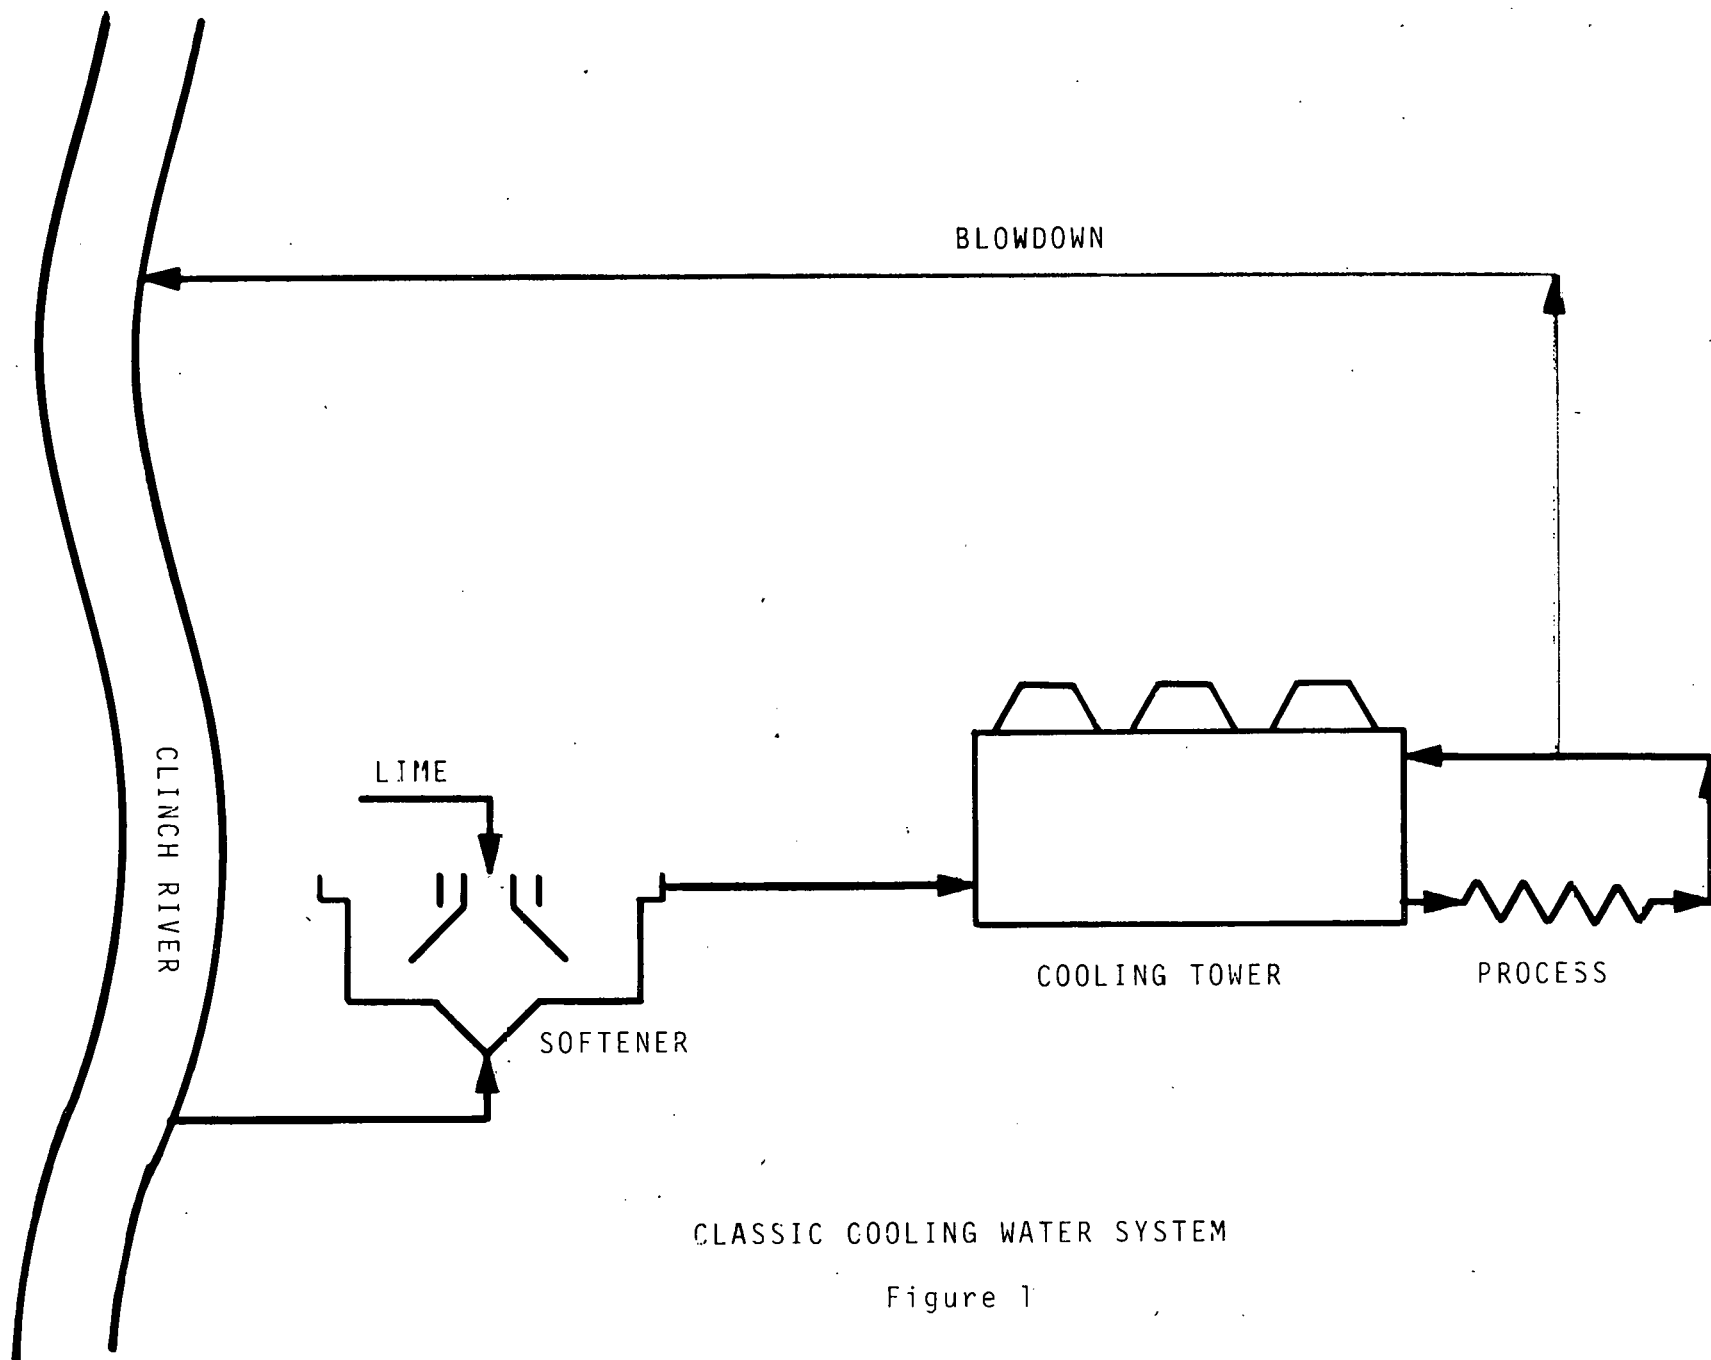 BLOWDOWN
CLINCH RIVER
LIME
SOFTENER
COOLING TOWER
PROCESS
CLASSIC COOLING WATER SYSTEM
Figure 1